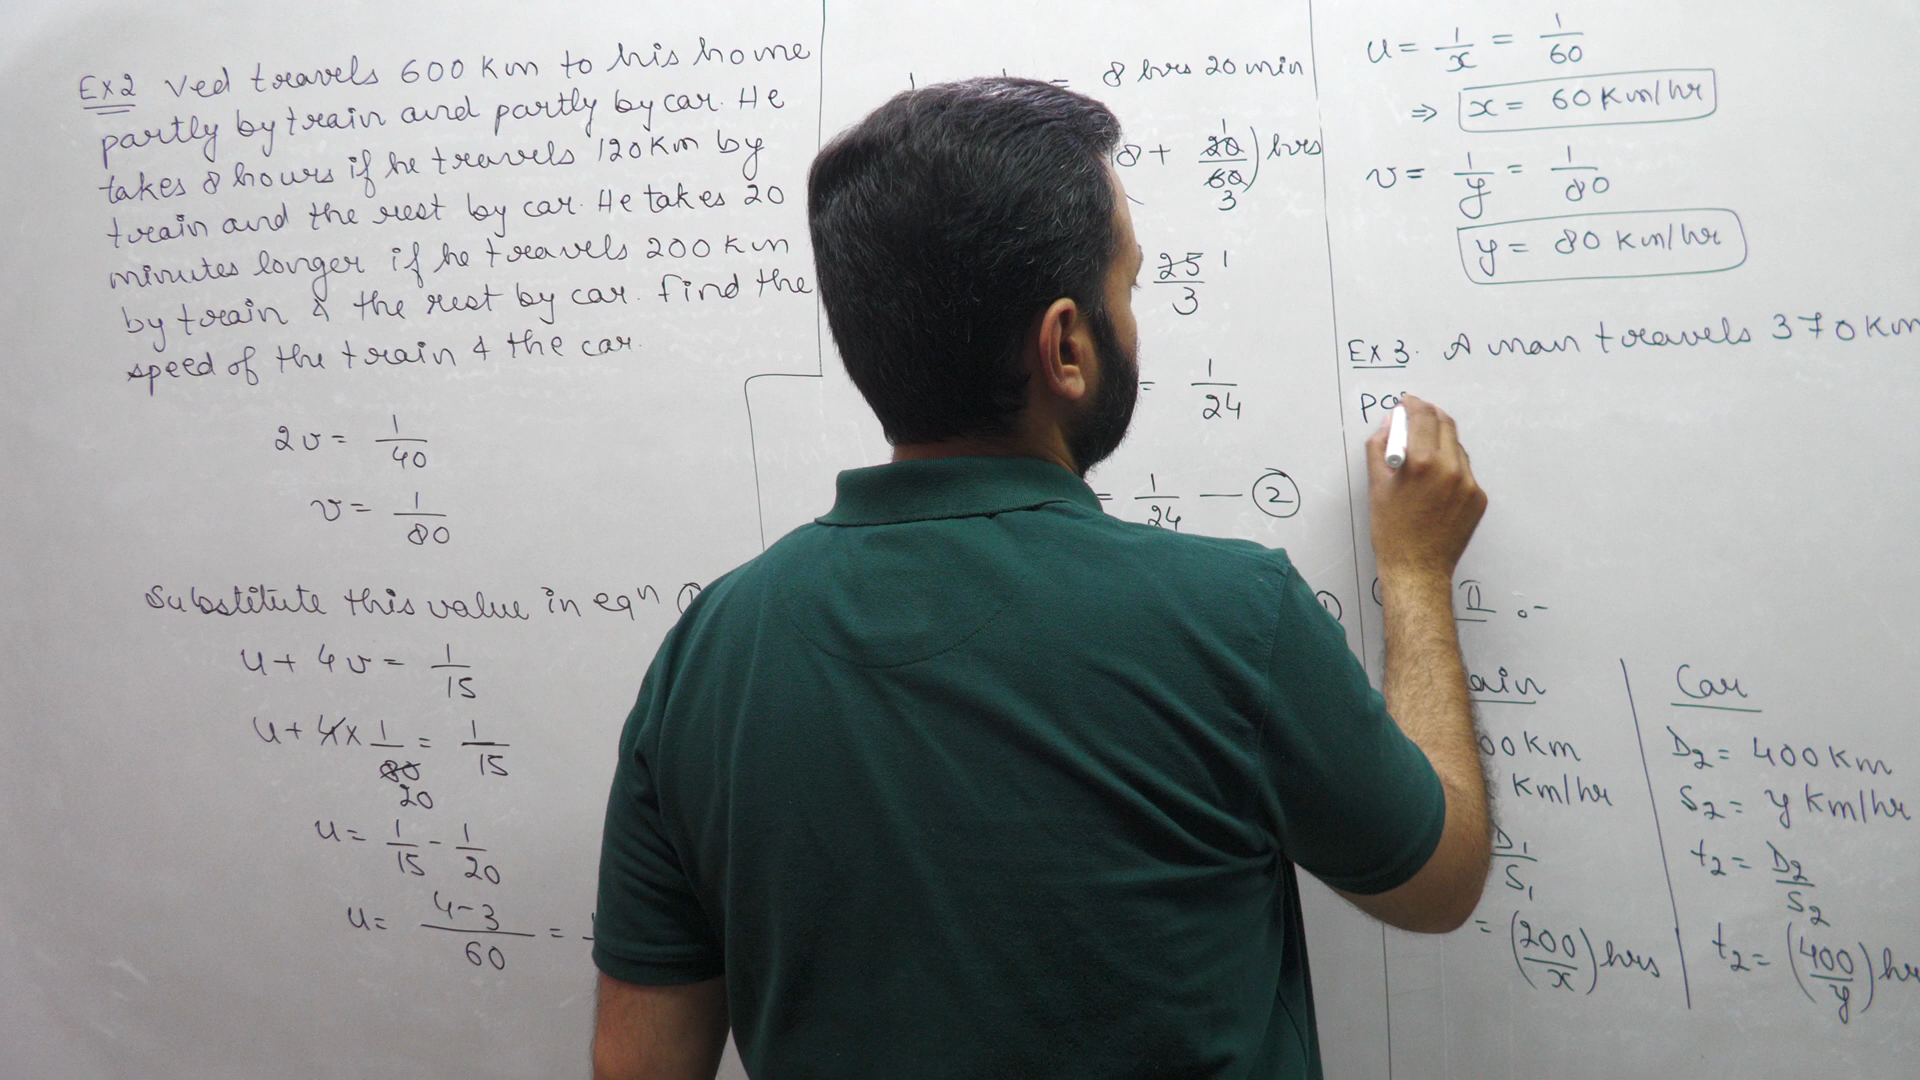 Ex2 Ved travels 600 Km to his home
partly by train and partly by car. He
takes 8 hours if he travels 120 Km by
train and the rest by car. He takes 20
minutes longer if he travels 200 Km
by train & the rest by car. find the
speed of the train & the car.
2v = 1/40
v = 1/80
Substitute this value in eqn ①
u + 4v = 1/15
u + 4 x 1/80 = 1/15
20
u = 1/15 - 1/20
u = 4-3/60 =
8 hrs 20 min
8 + 20/60) hrs
1
3
25/3
1
= 1/24
= 1/24 — ②
u = 1/x = 1/60
⇒ x = 60 Km/hr
v = 1/y = 1/80
y = 80 Km/hr
Ex 3. A man travels 370 Km
pa
II :-
ain
00 Km
Km/hr
D1/S1
= (200/x) hrs
Car
D2 = 400 Km
S2 = y Km/hr
t2 = D2/S2
t2 = (400/y) hr